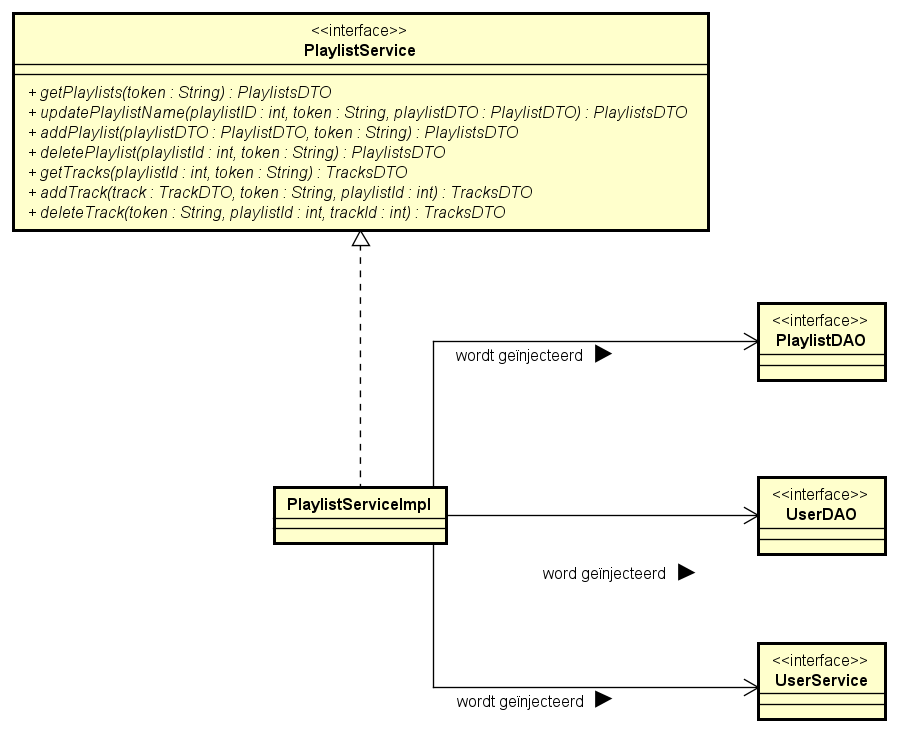 <<interface>>
PlaylistService
+ getPlaylists(token : String) : PlaylistsDTO
+ updatePlaylistName(playlistID : int, token : String, playlistDTO : PlaylistDTO) : PlaylistsDTO
+ addPlaylist(playlistDTO : PlaylistDTO, token : String) : PlaylistsDTO
+ deletePlaylist(playlistId : int, token : String) : PlaylistsDTO
+ getTracks(playlistId : int, token : String) : TracksDTO
+ addTrack(track : TrackDTO, token : String, playlistId : int) : TracksDTO
+ deleteTrack(token : String, playlistId : int, trackId : int) : TracksDTO
<<interface>>
PlaylistDAO
wordt geïnjecteerd
PlaylistServiceImpl
<<interface>>
UserDAO
word geïnjecteerd
<<interface>>
UserService
wordt geïnjecteerd